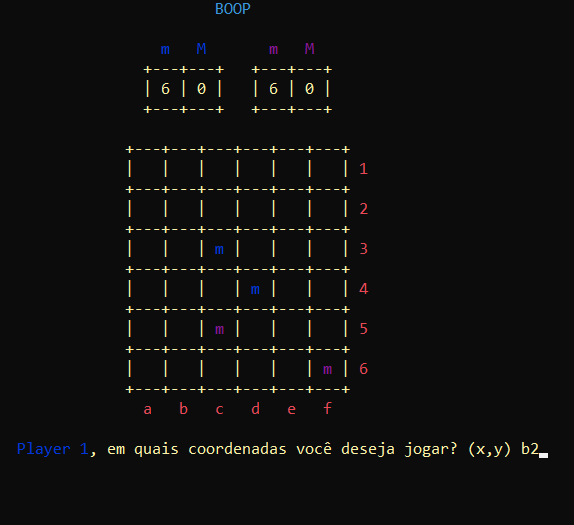 BOOP
m M m M
| 6 | 0 | | 6 | 0 |
1
2
m 3
m 4
m 5
m 6
a b c d e f
Player 1, em quais coordenadas você deseja jogar? (x,y) b2